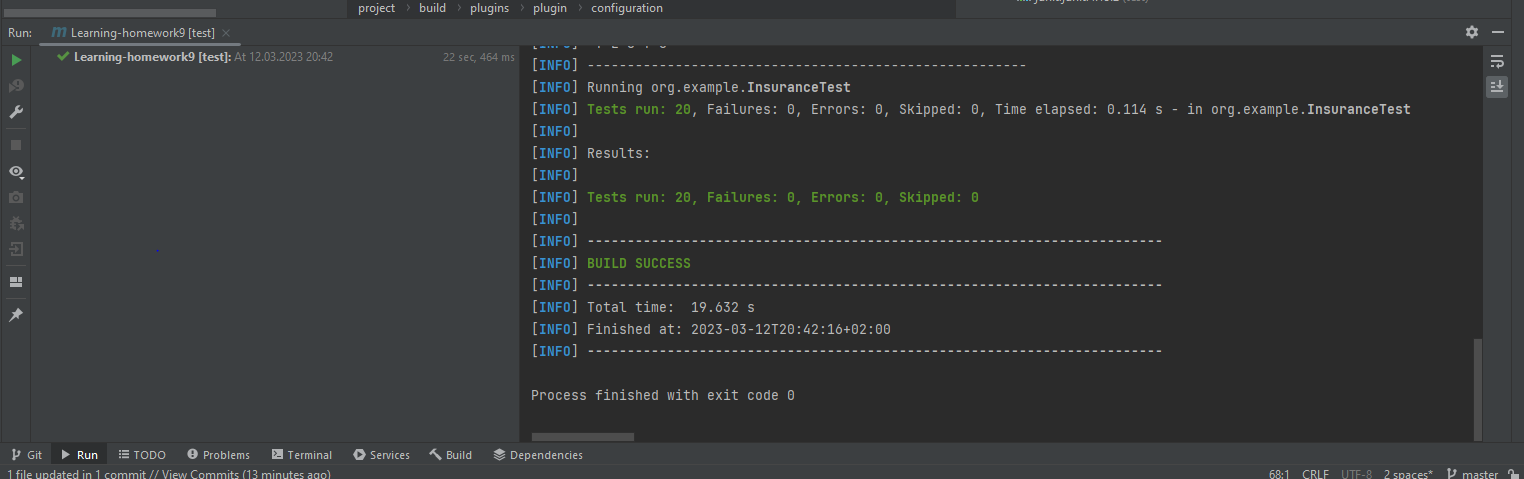 project > build > plugins > plugin > configuration
Run: Learning-homework9 [test] ×
Learning-homework9 [test]: At 12.03.2023 20:42 22 sec, 464 ms
[INFO]
[INFO] -------------------------------------------------------
[INFO] Running org.example.InsuranceTest
[INFO] Tests run: 20, Failures: 0, Errors: 0, Skipped: 0, Time elapsed: 0.114 s - in org.example.InsuranceTest
[INFO]
[INFO] Results:
[INFO]
[INFO] Tests run: 20, Failures: 0, Errors: 0, Skipped: 0
[INFO]
[INFO] ------------------------------------------------------------------------
[INFO] BUILD SUCCESS
[INFO] ------------------------------------------------------------------------
[INFO] Total time:  19.632 s
[INFO] Finished at: 2023-03-12T20:42:16+02:00
[INFO] ------------------------------------------------------------------------
Process finished with exit code 0
Git Run TODO Problems Terminal Services Build Dependencies
1 file updated in 1 commit // View Commits (13 minutes ago) 68:1 CRLF UTF-8 2 spaces* master